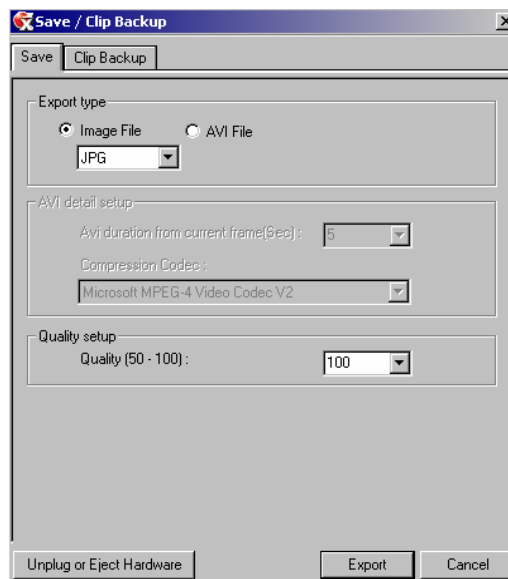 Save / Clip Backup
Save
Clip Backup
Export type
Image File
AVI File
JPG
AVI detail setup
Avi duration from current frame(Sec) :
5
Compression Codec :
Microsoft MPEG-4 Video Codec V2
Quality setup
Quality (50 - 100) :
100
Unplug or Eject Hardware
Export
Cancel